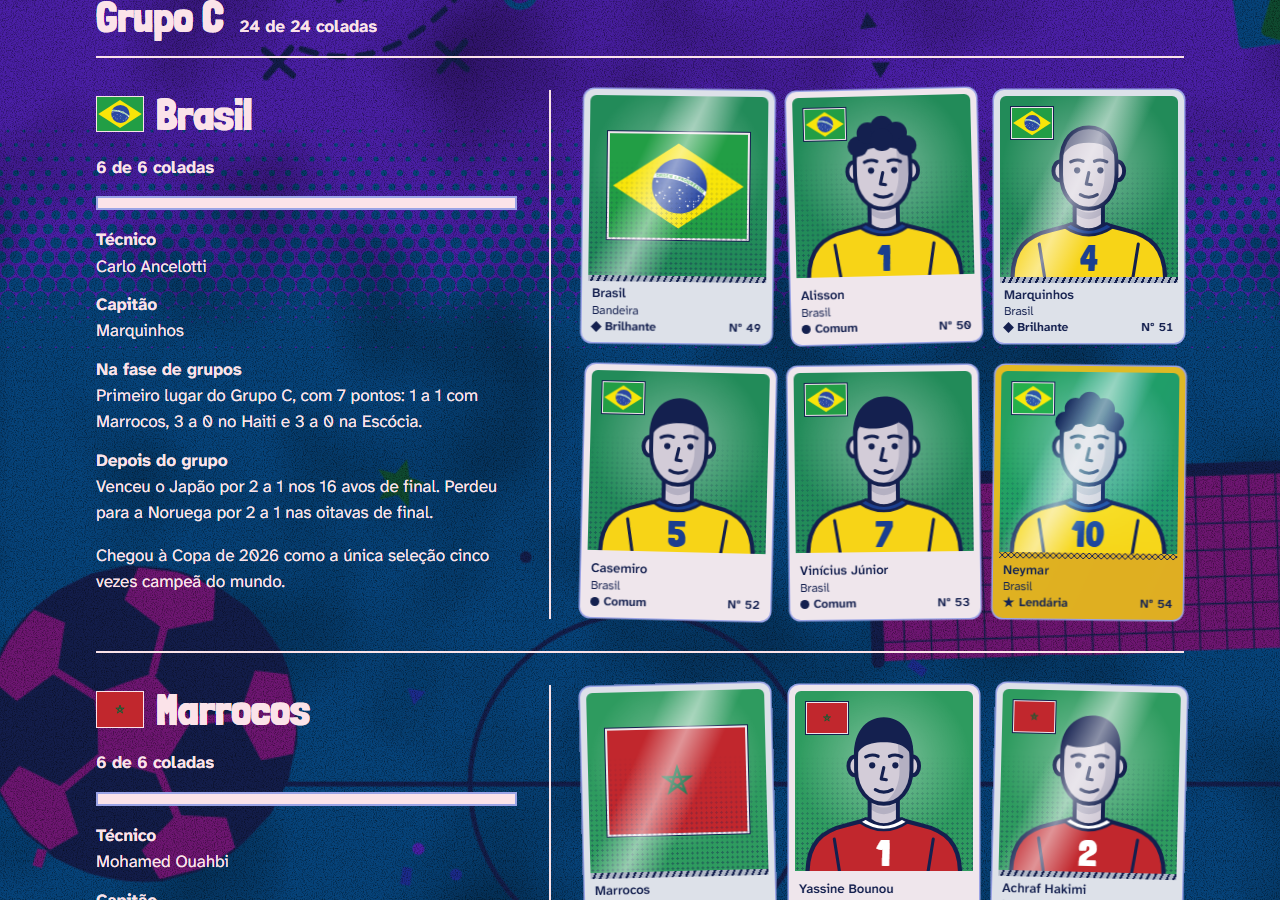 Grupo C 24 de 24 coladas
Brasil
6 de 6 coladas
Técnico
Carlo Ancelotti
Capitão
Marquinhos
Na fase de grupos
Primeiro lugar do Grupo C, com 7 pontos: 1 a 1 com
Marrocos, 3 a 0 no Haiti e 3 a 0 na Escócia.
Depois do grupo
Venceu o Japão por 2 a 1 nos 16 avos de final. Perdeu
para a Noruega por 2 a 1 nas oitavas de final.
Chegou à Copa de 2026 como a única seleção cinco
vezes campeã do mundo.
Brasil
Bandeira
Brilhante Nº 49
1
Alisson
Brasil
Comum Nº 50
4
Marquinhos
Brasil
Brilhante Nº 51
5
Casemiro
Brasil
Comum Nº 52
7
Vinícius Júnior
Brasil
Comum Nº 53
10
Neymar
Brasil
Lendária Nº 54
Marrocos
6 de 6 coladas
Técnico
Mohamed Ouahbi
Capitão
Marrocos
1
Yassine Bounou
2
Achraf Hakimi